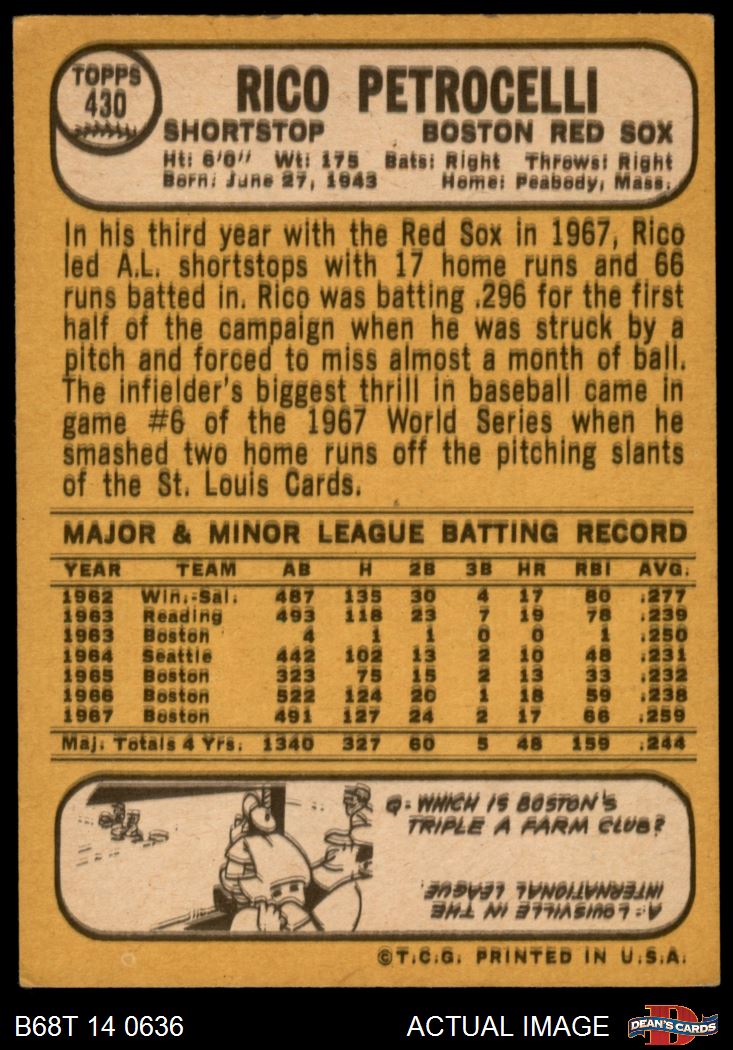 TOPPS
430
RICO PETROCELLI
SHORTSTOP BOSTON RED SOX
Ht: 6'0" Wt: 175 Bats: Right Throws: Right
Born: June 27, 1943 Home: Peabody, Mass.
In his third year with the Red Sox in 1967, Rico
led A.L. shortstops with 17 home runs and 66
runs batted in. Rico was batting .296 for the first
half of the campaign when he was struck by a
pitch and forced to miss almost a month of ball.
The infielder's biggest thrill in baseball came in
game #6 of the 1967 World Series when he
smashed two home runs off the pitching slants
of the St. Louis Cards.
MAJOR & MINOR LEAGUE BATTING RECORD
YEAR TEAM AB H 2B 3B HR RBI AVG.
1962 Win.-Sal. 487 135 30 4 17 80 .277
1963 Reading 493 118 23 7 19 78 .239
1963 Boston 4 1 1 0 0 1 .250
1964 Seattle 442 102 13 2 10 48 .231
1965 Boston 323 75 15 2 13 33 .232
1966 Boston 522 124 20 1 18 59 .238
1967 Boston 491 127 24 2 17 66 .259
Maj. Totals 4 Yrs. 1340 327 60 5 48 159 .244
Q: WHICH IS BOSTON'S
TRIPLE A FARM CLUB?
A: LOUISVILLE IN THE
INTERNATIONAL LEAGUE.
©T.C.G. PRINTED IN U.S.A.
B68T 14 0636 ACTUAL IMAGE
D
DEAN'S CARDS